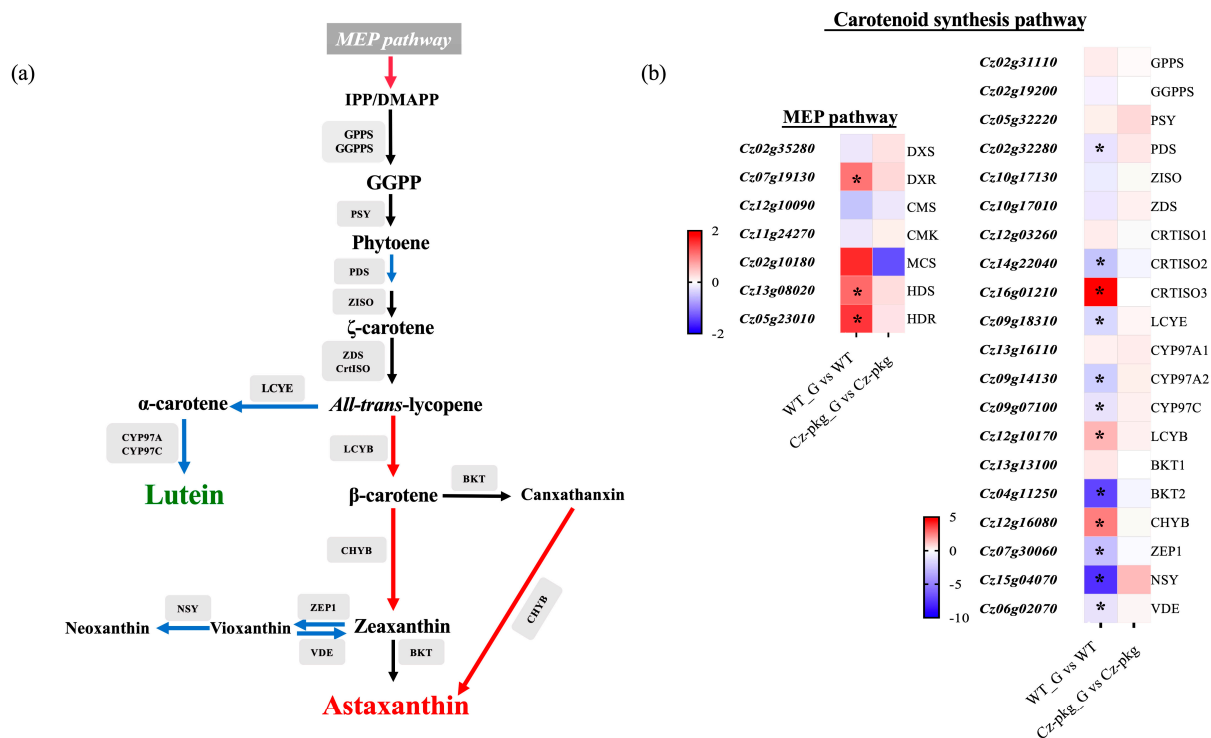 (a)
MEP pathway
IPP/DMAPP
GPPS
GGPPS
GGPP
PSY
Phytoene
PDS
ZISO
ζ-carotene
ZDS
CrtISO
LCYE
α-carotene
All-trans-lycopene
CYP97A
CYP97C
LCYB
Lutein
β-carotene
BKT
Canxathanxin
CHYB
CHYB
NSY
ZEP1
Neoxanthin
Vioxanthin
Zeaxanthin
VDE
BKT
Astaxanthin
(b)
Carotenoid synthesis pathway
MEP pathway
Cz02g35280 DXS
Cz07g19130 * DXR
Cz12g10090 CMS
Cz11g24270 CMK
Cz02g10180 MCS
Cz13g08020 * HDS
Cz05g23010 * HDR
2
0
-2
WT_G vs WT
Cz-pkg_G vs Cz-pkg
Cz02g31110 GPPS
Cz02g19200 GGPPS
Cz05g32220 PSY
Cz02g32280 * PDS
Cz10g17130 ZISO
Cz10g17010 ZDS
Cz12g03260 CRTISO1
Cz14g22040 * CRTISO2
Cz16g01210 * CRTISO3
Cz09g18310 * LCYE
Cz13g16110 CYP97A1
Cz09g14130 * CYP97A2
Cz09g07100 * CYP97C
Cz12g10170 * LCYB
Cz13g13100 BKT1
Cz04g11250 * BKT2
Cz12g16080 * CHYB
Cz07g30060 * ZEP1
Cz15g04070 * NSY
Cz06g02070 * VDE
5
0
-5
-10
WT_G vs WT
Cz-pkg_G vs Cz-pkg